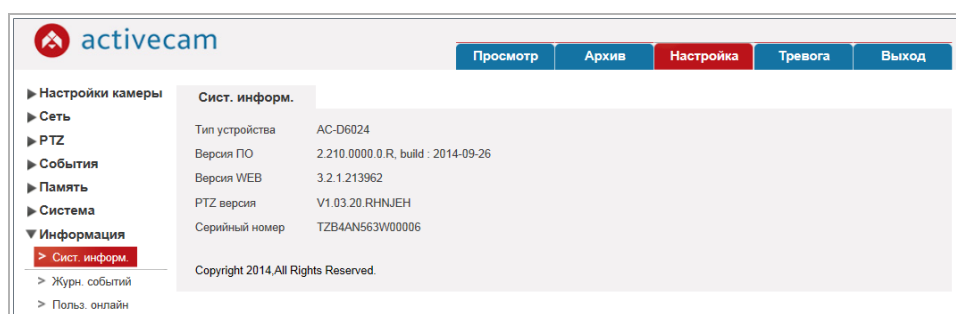 activecam
Просмотр Архив Настройка Тревога Выход
Настройки камеры
Сеть
PTZ
События
Память
Система
Информация
> Сист. информ.
> Журн. событий
> Польз. онлайн
Сист. информ.
Тип устройства AC-D6024
Версия ПО 2.210.0000.0.R, build : 2014-09-26
Версия WEB 3.2.1.213962
PTZ версия V1.03.20.RHNJEH
Серийный номер TZB4AN563W00006
Copyright 2014,All Rights Reserved.